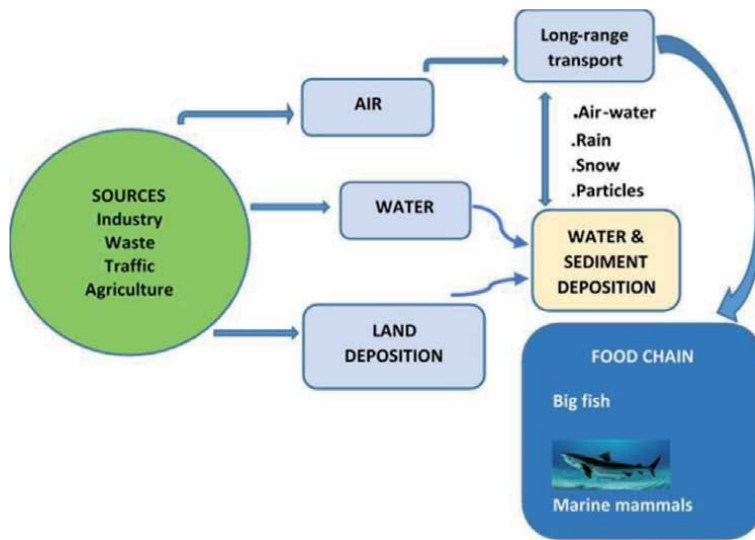 Long-range
transport
AIR
.Air-water
.Rain
.Snow
.Particles
SOURCES
Industry
Waste
Traffic
Agriculture
WATER
WATER &
SEDIMENT
DEPOSITION
LAND
DEPOSITION
FOOD CHAIN
Big fish
Marine mammals